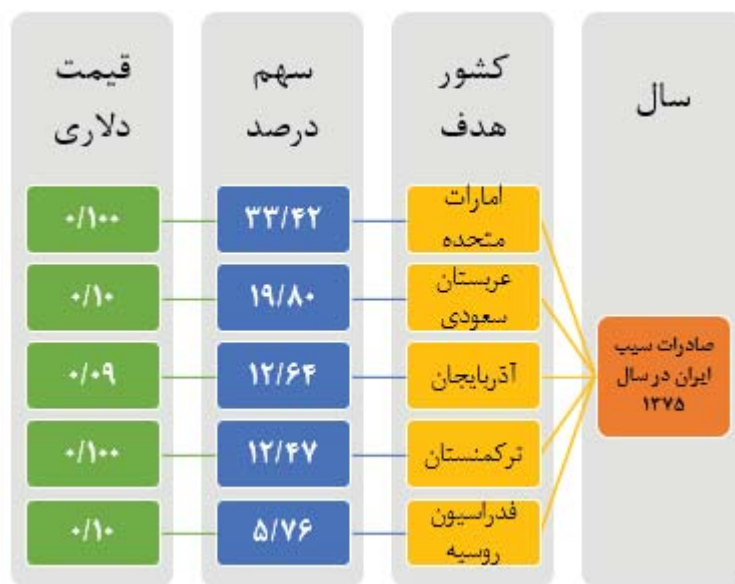 سال
کشور
هدف
سهم
درصد
قیمت
دلاری
صادرات سیب
ایران در سال
۱۳۷۵
امارات
متحده
۳۳/۴۲
۰/۱۰۰
عربستان
سعودی
۱۹/۸۰
۰/۱۰
آذربایجان
۱۲/۶۴
۰/۰۹
ترکمنستان
۱۲/۴۷
۰/۱۰۰
فدراسیون
روسیه
۵/۷۶
۰/۱۰